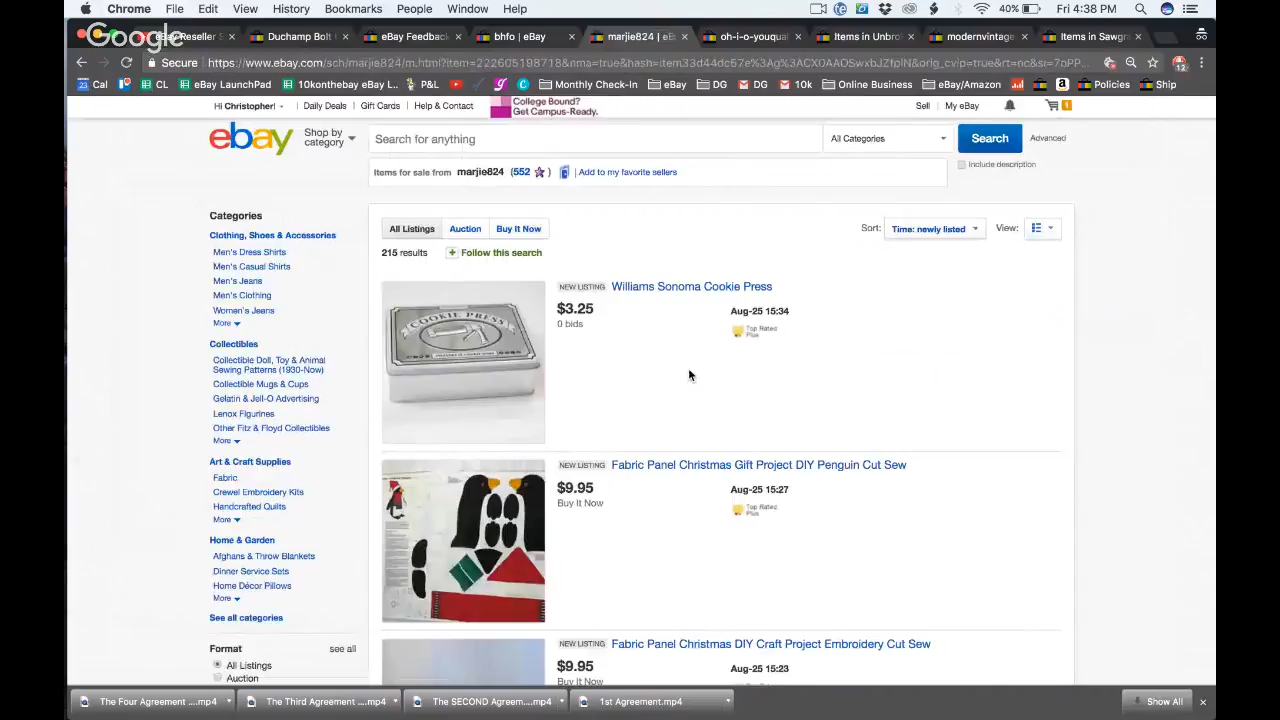 Chrome File Edit View History Bookmarks People Window Help 40% Fri 4:38 PM
Google
eBay Reseller S Duchamp Bolt eBay Feedback bhfo | eBay marjie824 | eB oh-i-o-youqual Items in Unbro modernvintage Items in Sawgra
Secure https://www.ebay.com/sch/marjie824/m.html?item=222605198718
Cal CL eBay LaunchPad 10konthebay eBay L... P&L Monthly Check-In eBay DG DG 10k Online Business eBay/Amazon Policies Ship
Hi Christopher! Daily Deals Gift Cards Help & Contact College Bound? Get Campus-Ready. Sell My eBay 1
ebay Shop by category Search for anything All Categories Search Advanced
Include description
Items for sale from marjie824 (552) Add to my favorite sellers
Categories
Clothing, Shoes & Accessories
Men's Dress Shirts
Men's Casual Shirts
Men's Jeans
Men's Clothing
Women's Jeans
More
Collectibles
Collectible Doll, Toy & Animal
Sewing Patterns (1930-Now)
Collectible Mugs & Cups
Gelatin & Jell-O Advertising
Lenox Figurines
Other Fitz & Floyd Collectibles
More
Art & Craft Supplies
Fabric
Crewel Embroidery Kits
Handcrafted Quilts
More
Home & Garden
Afghans & Throw Blankets
Dinner Service Sets
Home Décor Pillows
More
See all categories
Format see all
All Listings
Auction
All Listings Auction Buy It Now Sort: Time: newly listed View:
215 results Follow this search
COOKIE PRESS
NEW LISTING Williams Sonoma Cookie Press
$3.25 Aug-25 15:34
0 bids
Top Rated Plus
NEW LISTING Fabric Panel Christmas Gift Project DIY Penguin Cut Sew
$9.95 Aug-25 15:27
Buy It Now
Top Rated Plus
NEW LISTING Fabric Panel Christmas DIY Craft Project Embroidery Cut Sew
$9.95 Aug-25 15:23
Buy It Now
The Four Agreement ....mp4 The Third Agreement ....mp4 The SECOND Agreem....mp4 1st Agreement.mp4 Show All